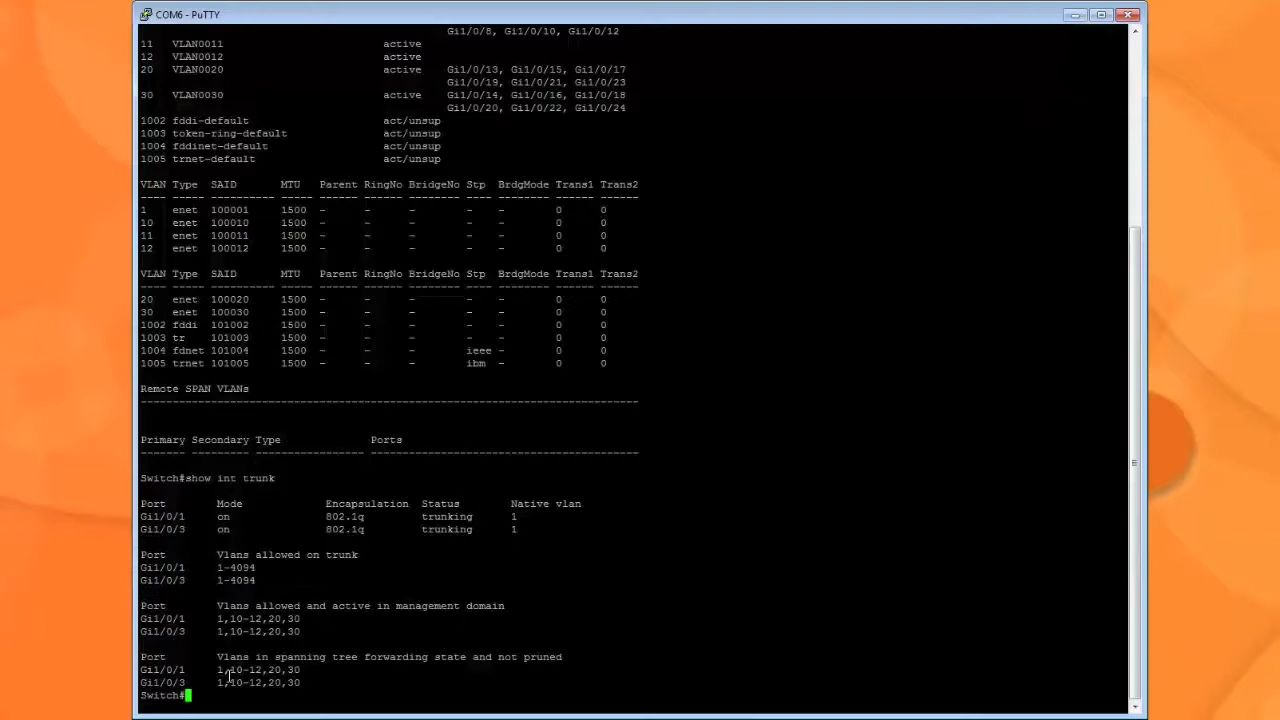 COM6 - PuTTY
Gi1/0/8, Gi1/0/10, Gi1/0/12
11 VLAN0011 active
12 VLAN0012 active
20 VLAN0020 active Gi1/0/13, Gi1/0/15, Gi1/0/17
Gi1/0/19, Gi1/0/21, Gi1/0/23
30 VLAN0030 active Gi1/0/14, Gi1/0/16, Gi1/0/18
Gi1/0/20, Gi1/0/22, Gi1/0/24
1002 fddi-default act/unsup
1003 token-ring-default act/unsup
1004 fddinet-default act/unsup
1005 trnet-default act/unsup
VLAN Type SAID MTU Parent RingNo BridgeNo Stp BrdgMode Trans1 Trans2
---- ----- ---------- ----- ------ ------ -------- ---- -------- ------ ------
1 enet 100001 1500 - - - - - 0 0
10 enet 100010 1500 - - - - - 0 0
11 enet 100011 1500 - - - - - 0 0
12 enet 100012 1500 - - - - - 0 0
VLAN Type SAID MTU Parent RingNo BridgeNo Stp BrdgMode Trans1 Trans2
---- ----- ---------- ----- ------ ------ -------- ---- -------- ------ ------
20 enet 100020 1500 - - - - - 0 0
30 enet 100030 1500 - - - - - 0 0
1002 fddi 101002 1500 - - - - - 0 0
1003 tr 101003 1500 - - - - - 0 0
1004 fdnet 101004 1500 - - - ieee - 0 0
1005 trnet 101005 1500 - - - ibm - 0 0
Remote SPAN VLANs
------------------------------------------------------------------------------
Primary Secondary Type Ports
------- --------- ----------------- ------------------------------------------
Switch#show int trunk
Port Mode Encapsulation Status Native vlan
Gi1/0/1 on 802.1q trunking 1
Gi1/0/3 on 802.1q trunking 1
Port Vlans allowed on trunk
Gi1/0/1 1-4094
Gi1/0/3 1-4094
Port Vlans allowed and active in management domain
Gi1/0/1 1,10-12,20,30
Gi1/0/3 1,10-12,20,30
Port Vlans in spanning tree forwarding state and not pruned
Gi1/0/1 1,10-12,20,30
Gi1/0/3 1,10-12,20,30
Switch#